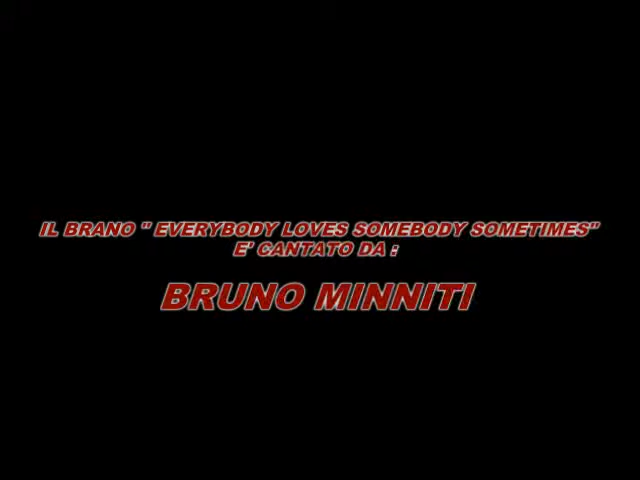 IL BRANO " EVERYBODY LOVES SOMEBODY SOMETIMES"
E' CANTATO DA :
BRUNO MINNITI